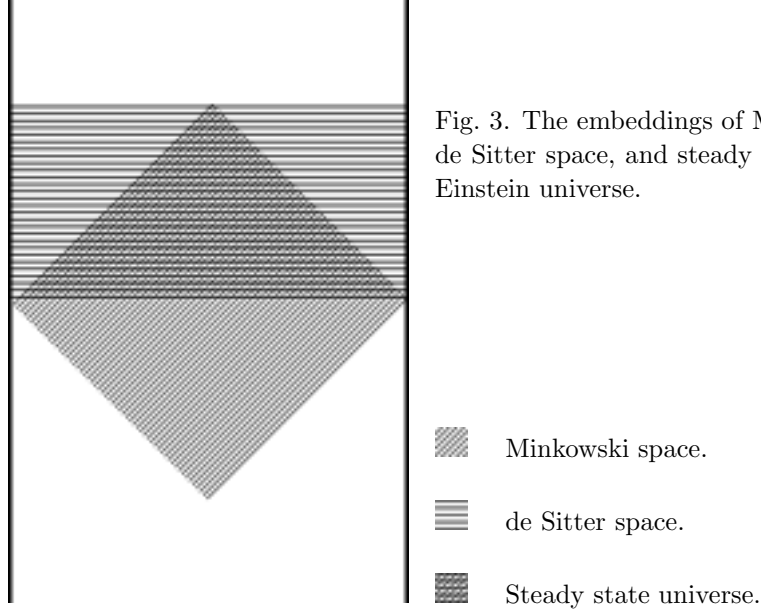 Fig. 3. The embeddings of
de Sitter space, and steady
Einstein universe.
Minkowski space.
de Sitter space.
Steady state universe.